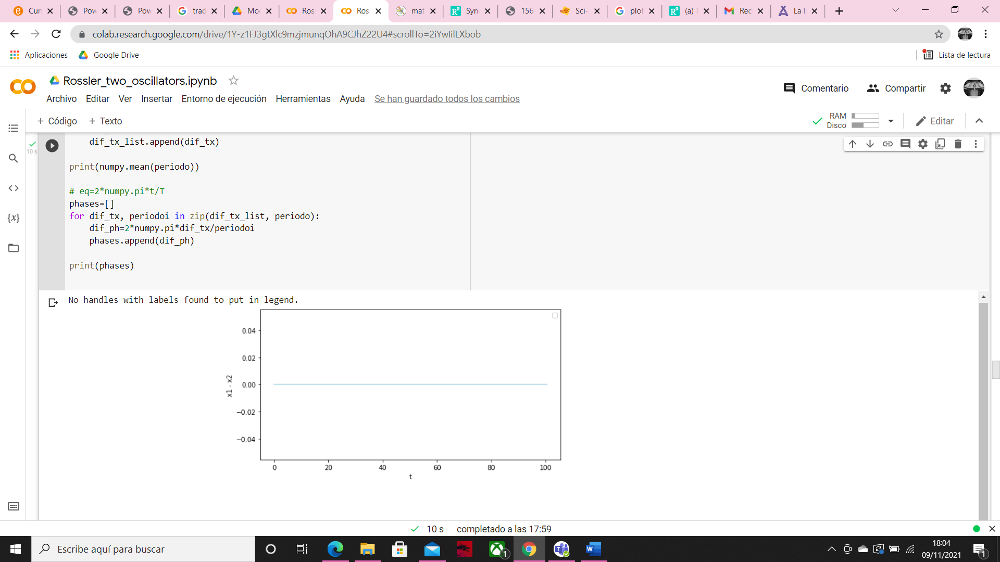 Cur
Pow
Pow
trad
Mod
Ros
Ros
mat
Syn
156
Sci-
plot
(a) T
Rec
La l
colab.research.google.com/drive/1Y-z1FJ3gtXlc9mzjmunqOhA9CJhZ22U4#scrollTo=2iYwIilLXbob
Aplicaciones
Google Drive
Lista de lectura
Rossler_two_oscillators.ipynb
Comentario
Compartir
Archivo Editar Ver Insertar Entorno de ejecución Herramientas Ayuda Se han guardado todos los cambios
+ Código + Texto
RAM
Disco
Editar
10 s
dif_tx_list.append(dif_tx)
print(numpy.mean(periodo))
# eq=2*numpy.pi*t/T
phases=[]
for dif_tx, periodoi in zip(dif_tx_list, periodo):
dif_ph=2*numpy.pi*dif_tx/periodoi
phases.append(dif_ph)
print(phases)
No handles with labels found to put in legend.
0.04
0.02
0.00
−0.02
−0.04
x1 - x2
0 20 40 60 80 100
t
10 s completado a las 17:59
Escribe aquí para buscar
1
18:04
09/11/2021
1